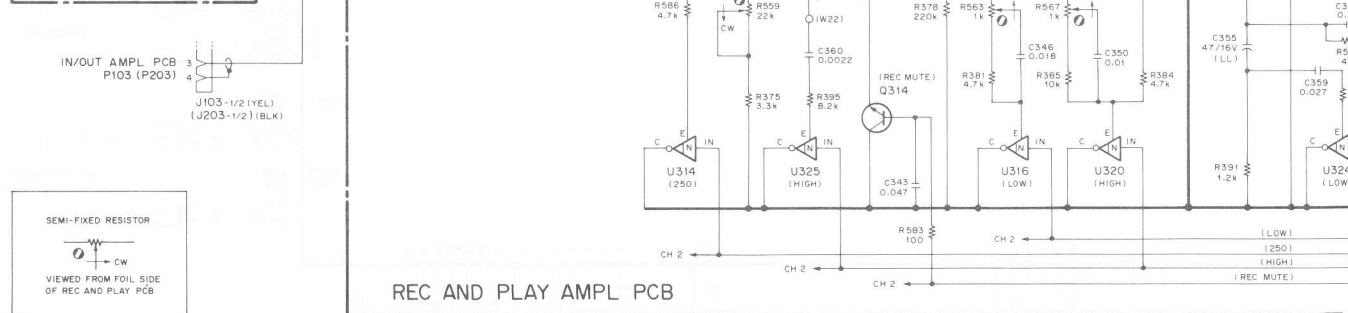 R586
4.7k
R559
22k
CW
(W22)
C360
0.0022
R375
3.3k
R395
8.2k
R378
220k
R563
1k
R567
1k
C346
0.018
C350
0.01
R381
4.7k
R385
10k
R384
4.7k
(REC MUTE)
Q314
C355
47/16V
(LL)
C359
0.027
IN/OUT AMPL PCB
P103 (P203)
3
4
J103-1/2 (YEL)
(J203-1/2) (BLK)
C E IN
N
U314
(250)
C E IN
N
U325
(HIGH)
C343
0.047
C E IN
N
U316
(LOW)
C E IN
N
U320
(HIGH)
R391
1.2k
C E
N
U324
(LOW
R583
100
SEMI-FIXED RESISTOR
CW
VIEWED FROM FOIL SIDE
OF REC AND PLAY PCB
CH 2
(LOW)
CH 2
(250)
CH 2
(HIGH)
CH 2
(REC MUTE)
REC AND PLAY AMPL PCB